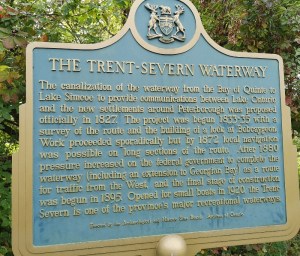 THE TRENT-SEVERN WATERWAY
The canalization of the waterway from the Bay of Quinte to
Lake Simcoe to provide communications between Lake Ontario
and the new settlements around Peterborough was proposed
officially in 1827. The project was begun 1833-35 with a
survey of the route and the building of a lock at Bobcaygeon.
Work proceeded sporadically but by 1872 local navigation
was possible on long sections of the route. After 1880
pressure increased on the federal government to complete the
waterway (including an extension to Georgian Bay) as a route
for traffic from the West, and the final stage of construction
was begun in 1895. Opened for small boats in 1920 the Trent-
Severn is one of the province's major recreational waterways.